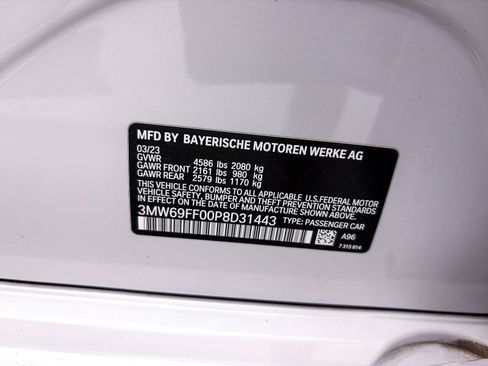 MFD BY BAYERISCHE MOTOREN WERKE AG
03/23
GVWR 4586 lbs 2080 kg
GAWR FRONT 2161 lbs 980 kg
GAWR REAR 2579 lbs 1170 kg
THIS VEHICLE CONFORMS TO ALL APPLICABLE U.S.FEDERAL MOTOR
VEHICLE SAFETY, BUMPER AND THEFT PREVENTION STANDARDS
IN EFFECT ON THE DATE OF MANUFACTURE SHOWN ABOVE.
3MW69FF00P8D31443 TYPE: PASSENGER CAR
A96
7 315 814